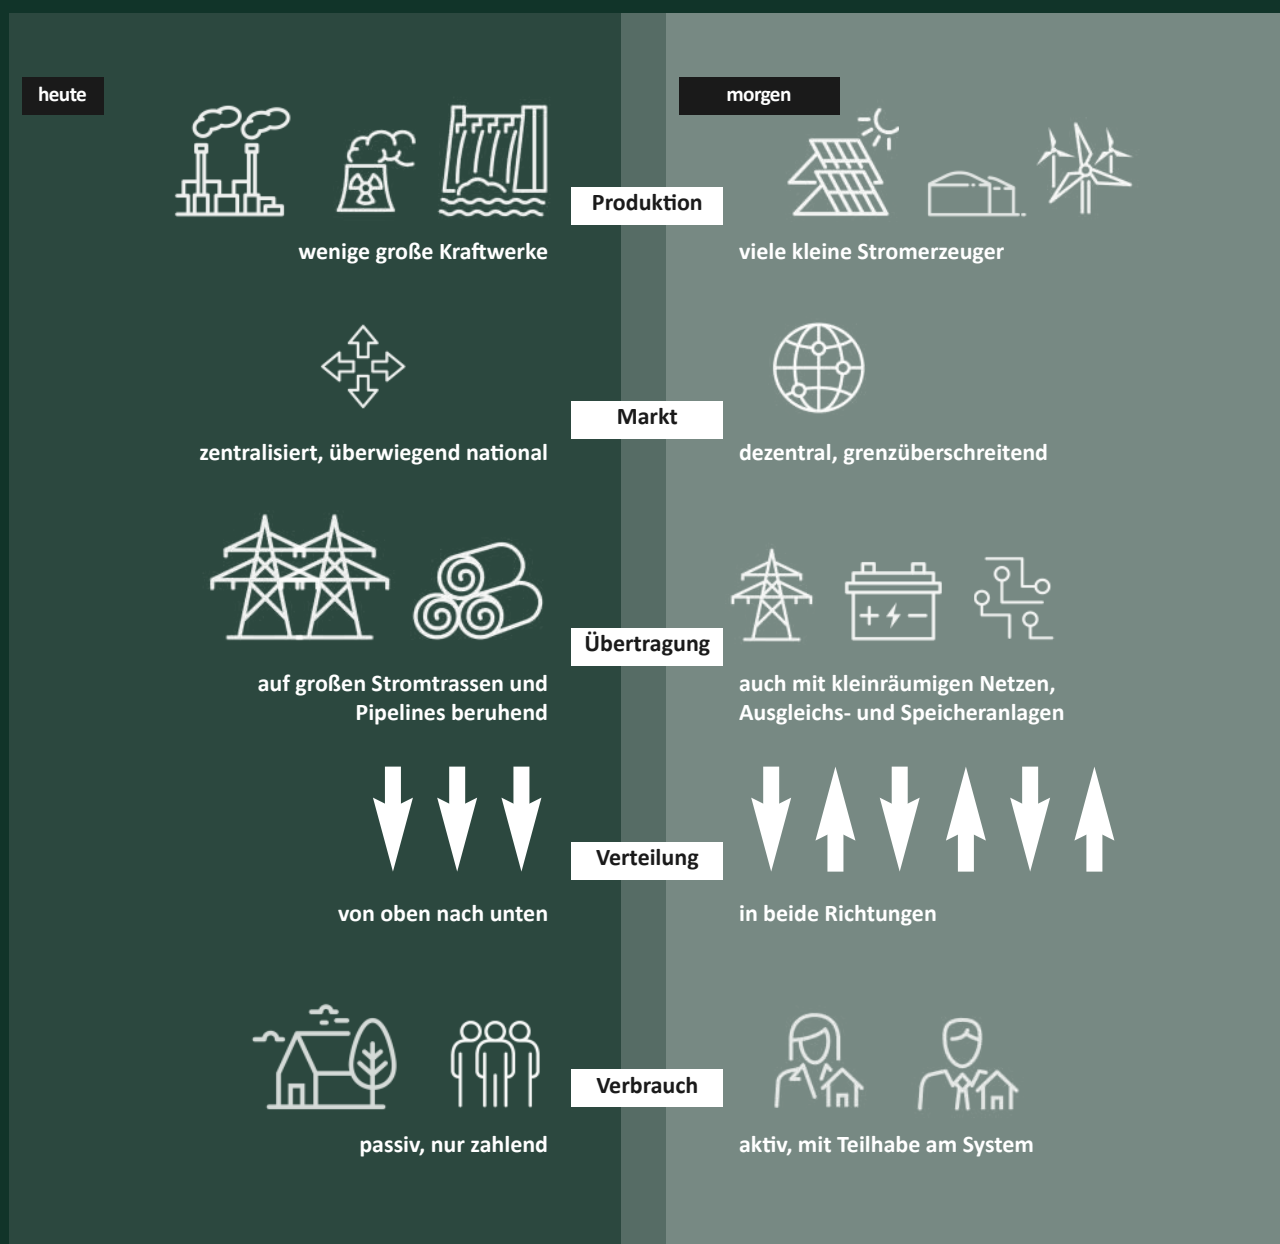 heute
morgen
Produktion
wenige große Kraftwerke
viele kleine Stromerzeuger
Markt
zentralisiert, überwiegend national
dezentral, grenzüberschreitend
Übertragung
auf großen Stromtrassen und
Pipelines beruhend
auch mit kleinräumigen Netzen,
Ausgleichs- und Speicheranlagen
Verteilung
von oben nach unten
in beide Richtungen
Verbrauch
passiv, nur zahlend
aktiv, mit Teilhabe am System